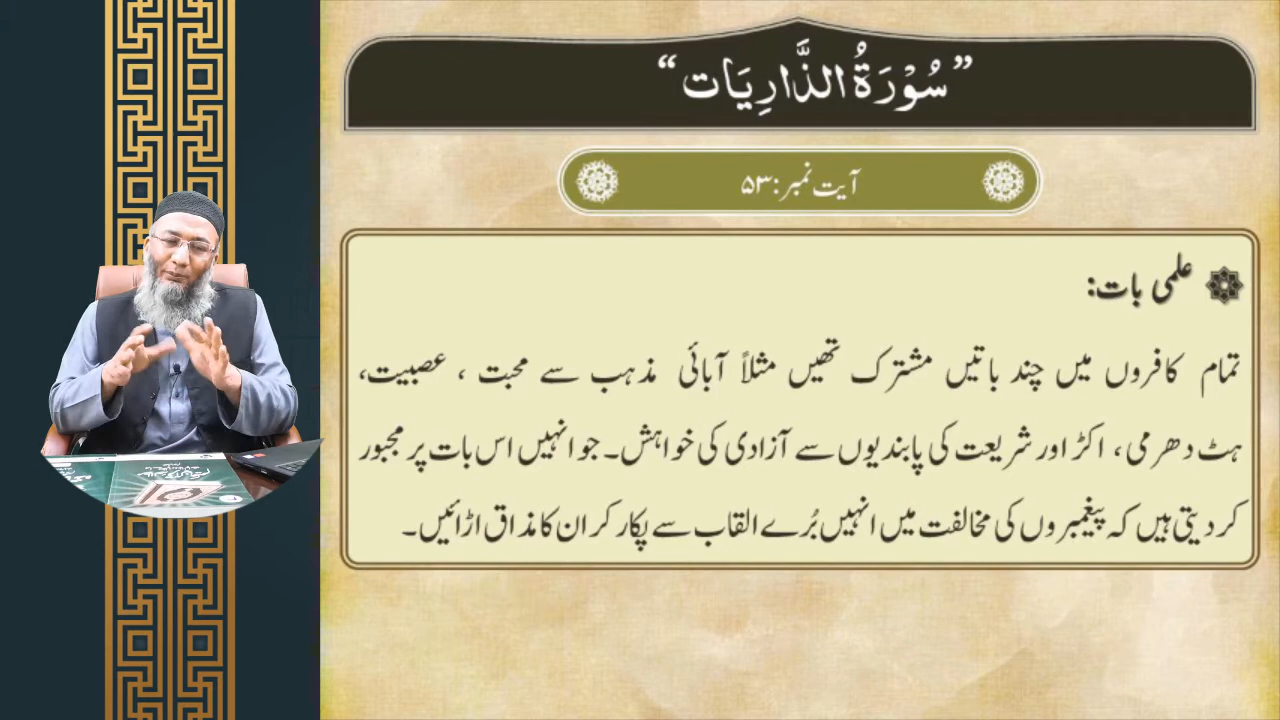 ”سُوْرَةُ الذَّارِيَات“
آیت نمبر: ۵۳
علمی بات:
تمام کافروں میں چند باتیں مشترک تھیں مثلاً آبائی مذہب سے محبت ، عصبیت،
ہٹ دھرمی، اکڑ اور شریعت کی پابندیوں سے آزادی کی خواہش۔ جو انہیں اس بات پر مجبور
کر دیتی ہیں کہ پیغمبروں کی مخالفت میں انہیں بُرے القاب سے پکار کر ان کا مذاق اڑائیں۔